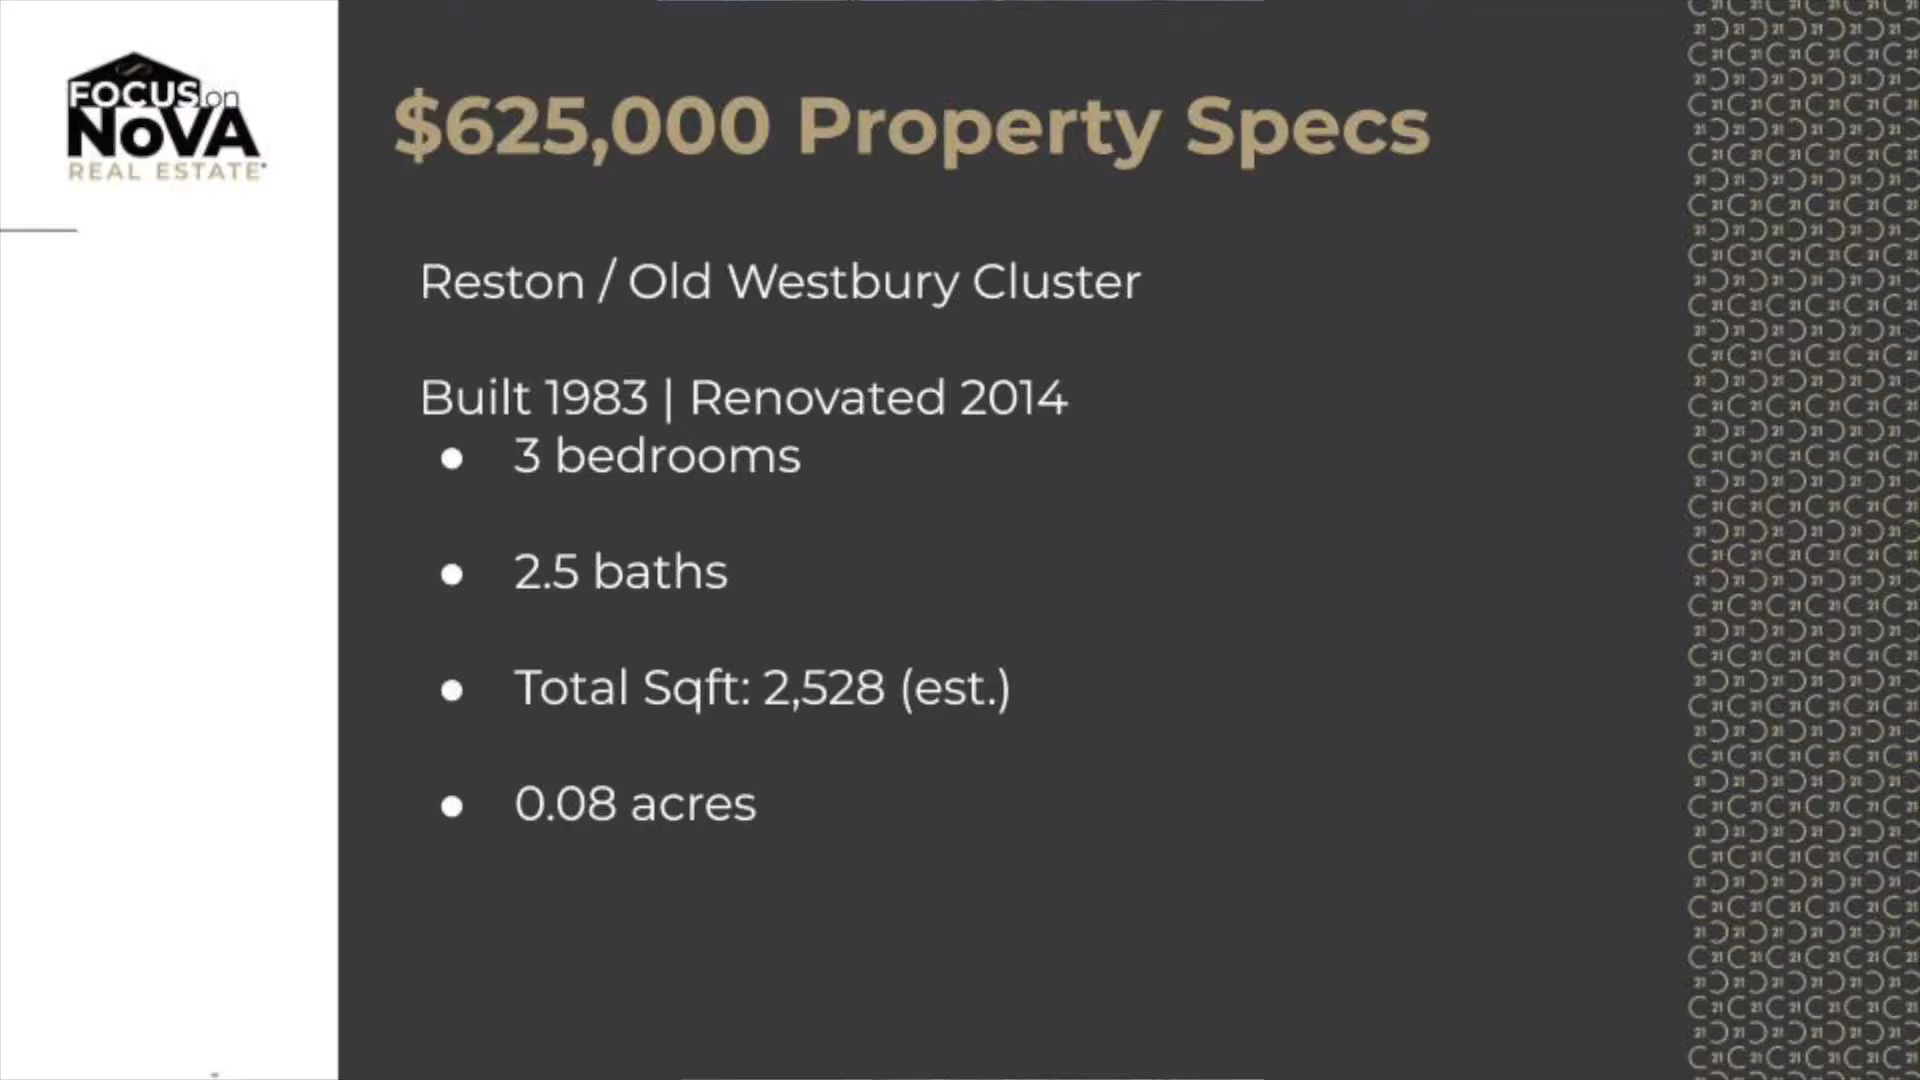 FOCUS on
NoVA
REAL ESTATE
$625,000 Property Specs
Reston / Old Westbury Cluster
Built 1983 | Renovated 2014
● 3 bedrooms
● 2.5 baths
● Total Sqft: 2,528 (est.)
● 0.08 acres